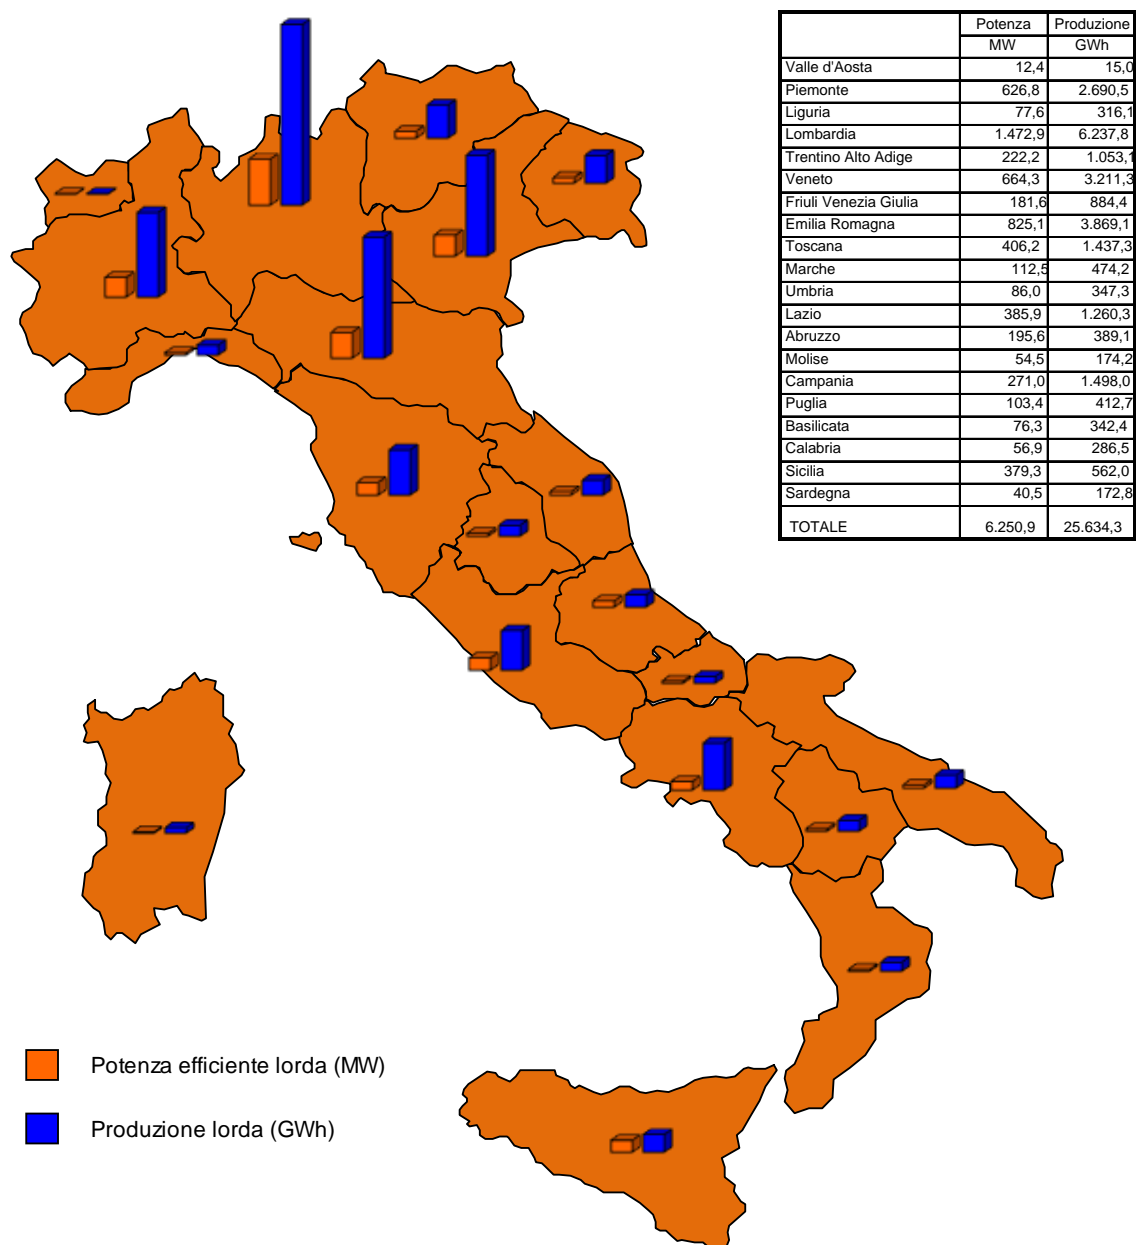 Potenza Produzione
MW GWh
Valle d'Aosta 12,4 15,0
Piemonte 626,8 2.690,5
Liguria 77,6 316,1
Lombardia 1.472,9 6.237,8
Trentino Alto Adige 222,2 1.053,1
Veneto 664,3 3.211,3
Friuli Venezia Giulia 181,6 884,4
Emilia Romagna 825,1 3.869,1
Toscana 406,2 1.437,3
Marche 112,5 474,2
Umbria 86,0 347,3
Lazio 385,9 1.260,3
Abruzzo 195,6 389,1
Molise 54,5 174,2
Campania 271,0 1.498,0
Puglia 103,4 412,7
Basilicata 76,3 342,4
Calabria 56,9 286,5
Sicilia 379,3 562,0
Sardegna 40,5 172,8
TOTALE 6.250,9 25.634,3
Potenza efficiente lorda (MW)
Produzione lorda (GWh)